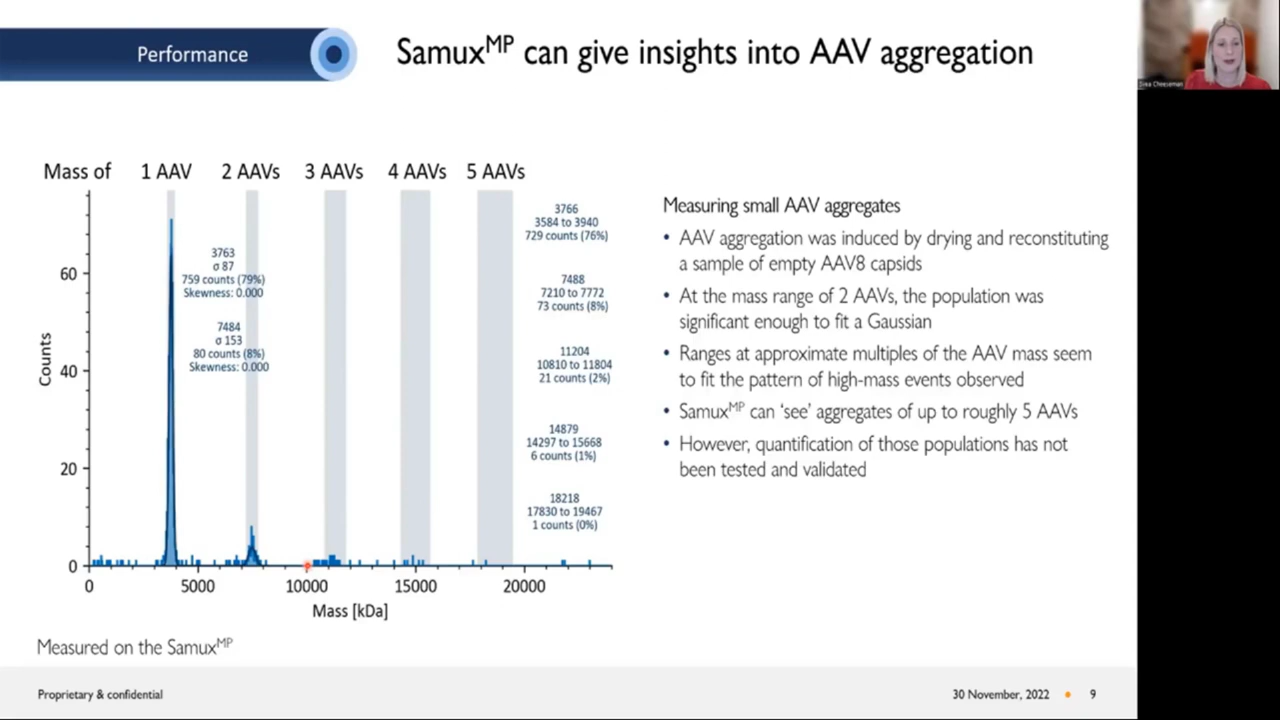 Performance
Samux^MP can give insights into AAV aggregation
Mass of 1 AAV 2 AAVs 3 AAVs 4 AAVs 5 AAVs
3763
σ 87
759 counts (79%)
Skewness: 0.000
7484
σ 153
80 counts (8%)
Skewness: 0.000
3766
3584 to 3940
729 counts (76%)
7488
7210 to 7772
73 counts (8%)
11204
10810 to 11804
21 counts (2%)
14879
14297 to 15668
6 counts (1%)
18218
17830 to 19467
1 counts (0%)
Counts
60
40
20
0
0 5000 10000 15000 20000
Mass [kDa]
Measured on the Samux^MP
Measuring small AAV aggregates
• AAV aggregation was induced by drying and reconstituting
a sample of empty AAV8 capsids
• At the mass range of 2 AAVs, the population was
significant enough to fit a Gaussian
• Ranges at approximate multiples of the AAV mass seem
to fit the pattern of high-mass events observed
• Samux^MP can ‘see’ aggregates of up to roughly 5 AAVs
• However, quantification of those populations has not
been tested and validated
Proprietary & confidential
30 November, 2022 • 9
Cheeseman